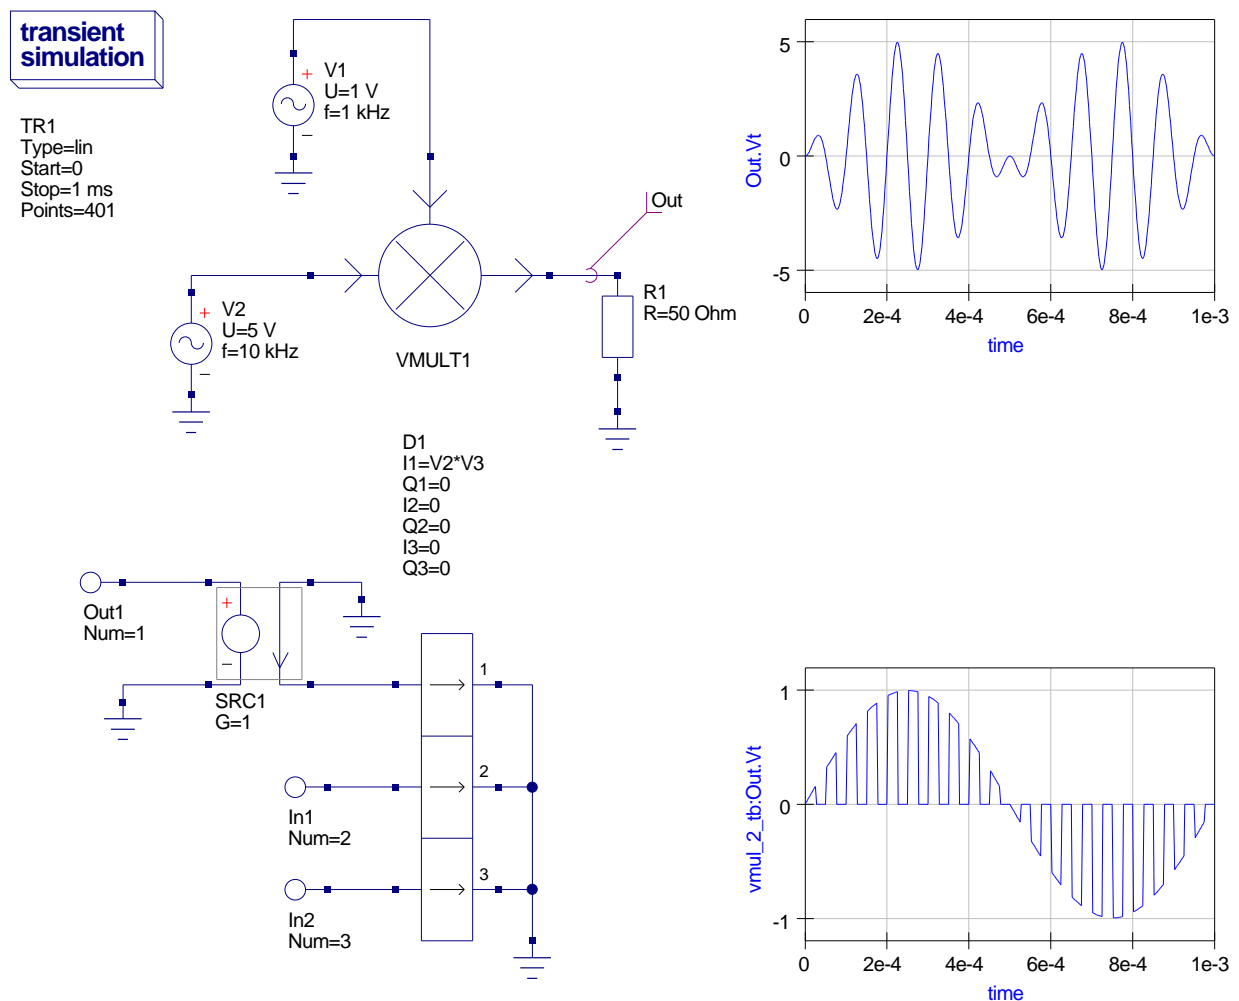 transient
simulation
TR1
Type=lin
Start=0
Stop=1 ms
Points=401
+
V1
U=1 V
f=1 kHz
−
+
V2
U=5 V
f=10 kHz
−
VMULT1
Out
R1
R=50 Ohm
Out.Vt
5
0
-5
0 2e-4 4e-4 6e-4 8e-4 1e-3
time
D1
I1=V2*V3
Q1=0
I2=0
Q2=0
I3=0
Q3=0
Out1
Num=1
+
−
SRC1
G=1
1
2
3
In1
Num=2
In2
Num=3
vmul_2_tb:Out.Vt
1
0
-1
0 2e-4 4e-4 6e-4 8e-4 1e-3
time